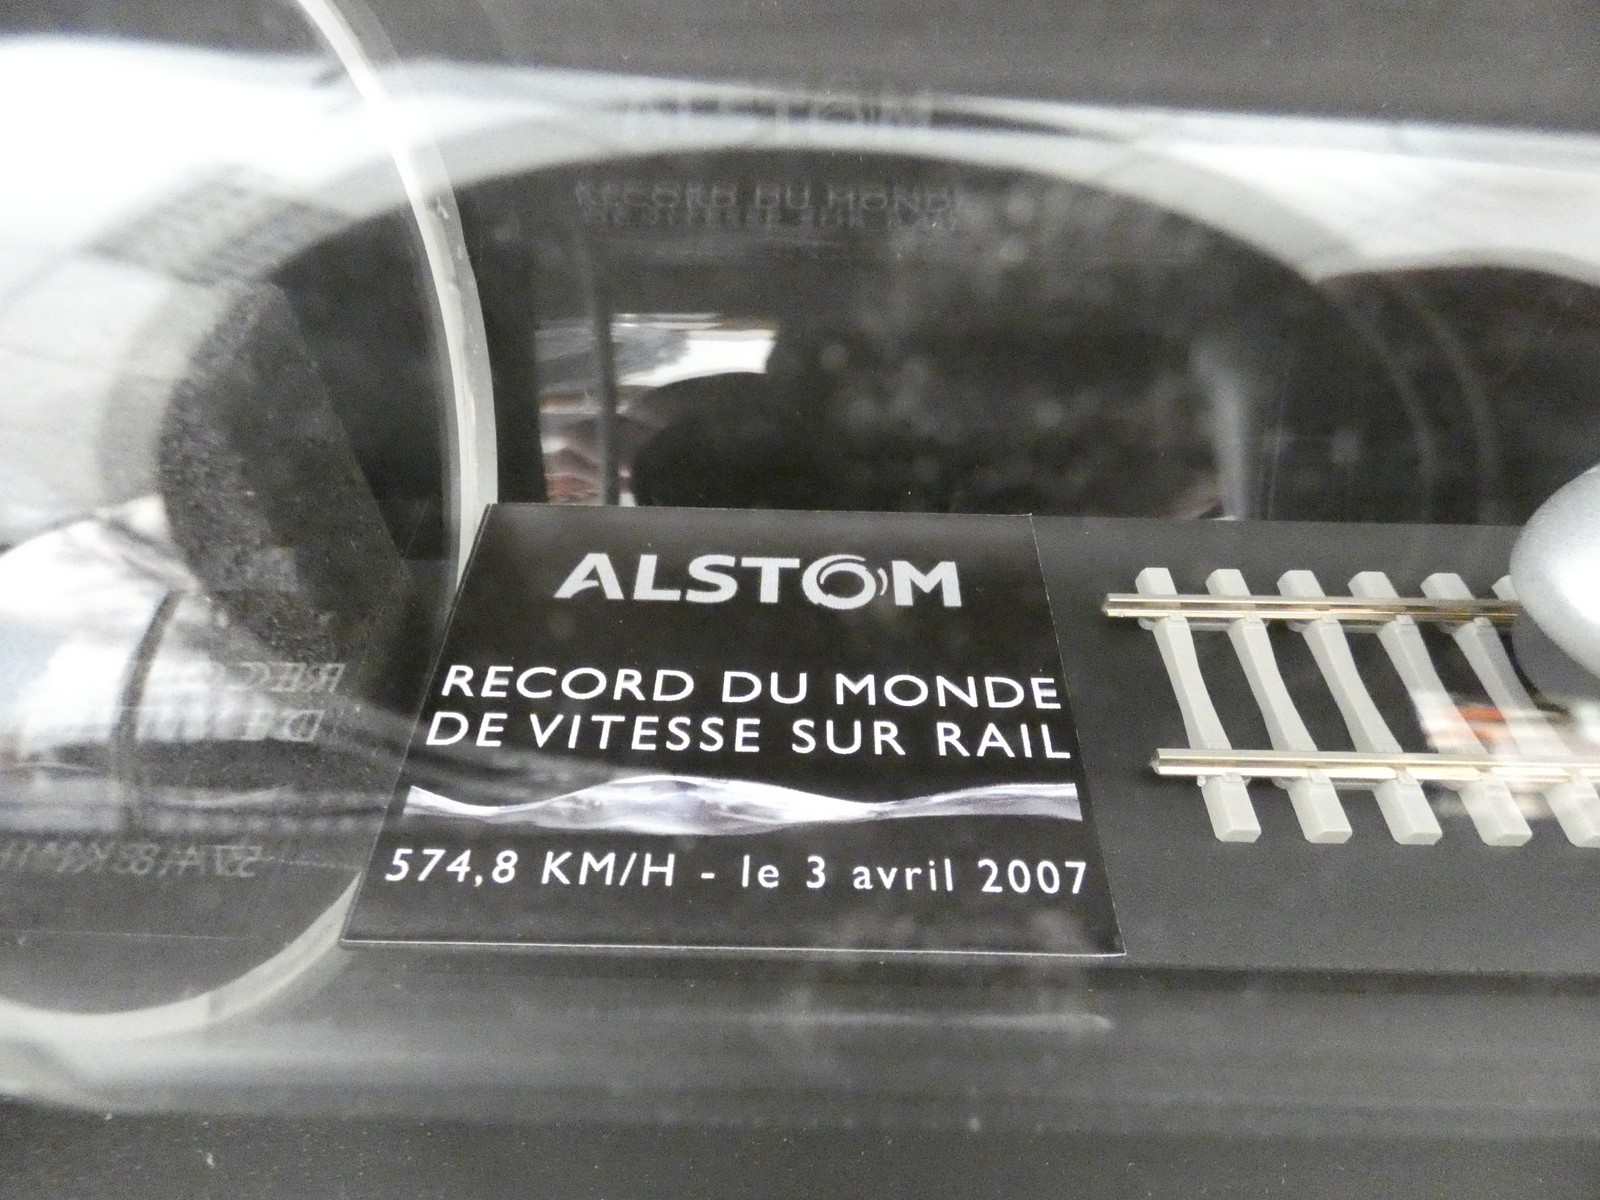 ALSTOM
RECORD DU MONDE
DE VITESSE SUR RAIL
574,8 KM/H - le 3 avril 2007